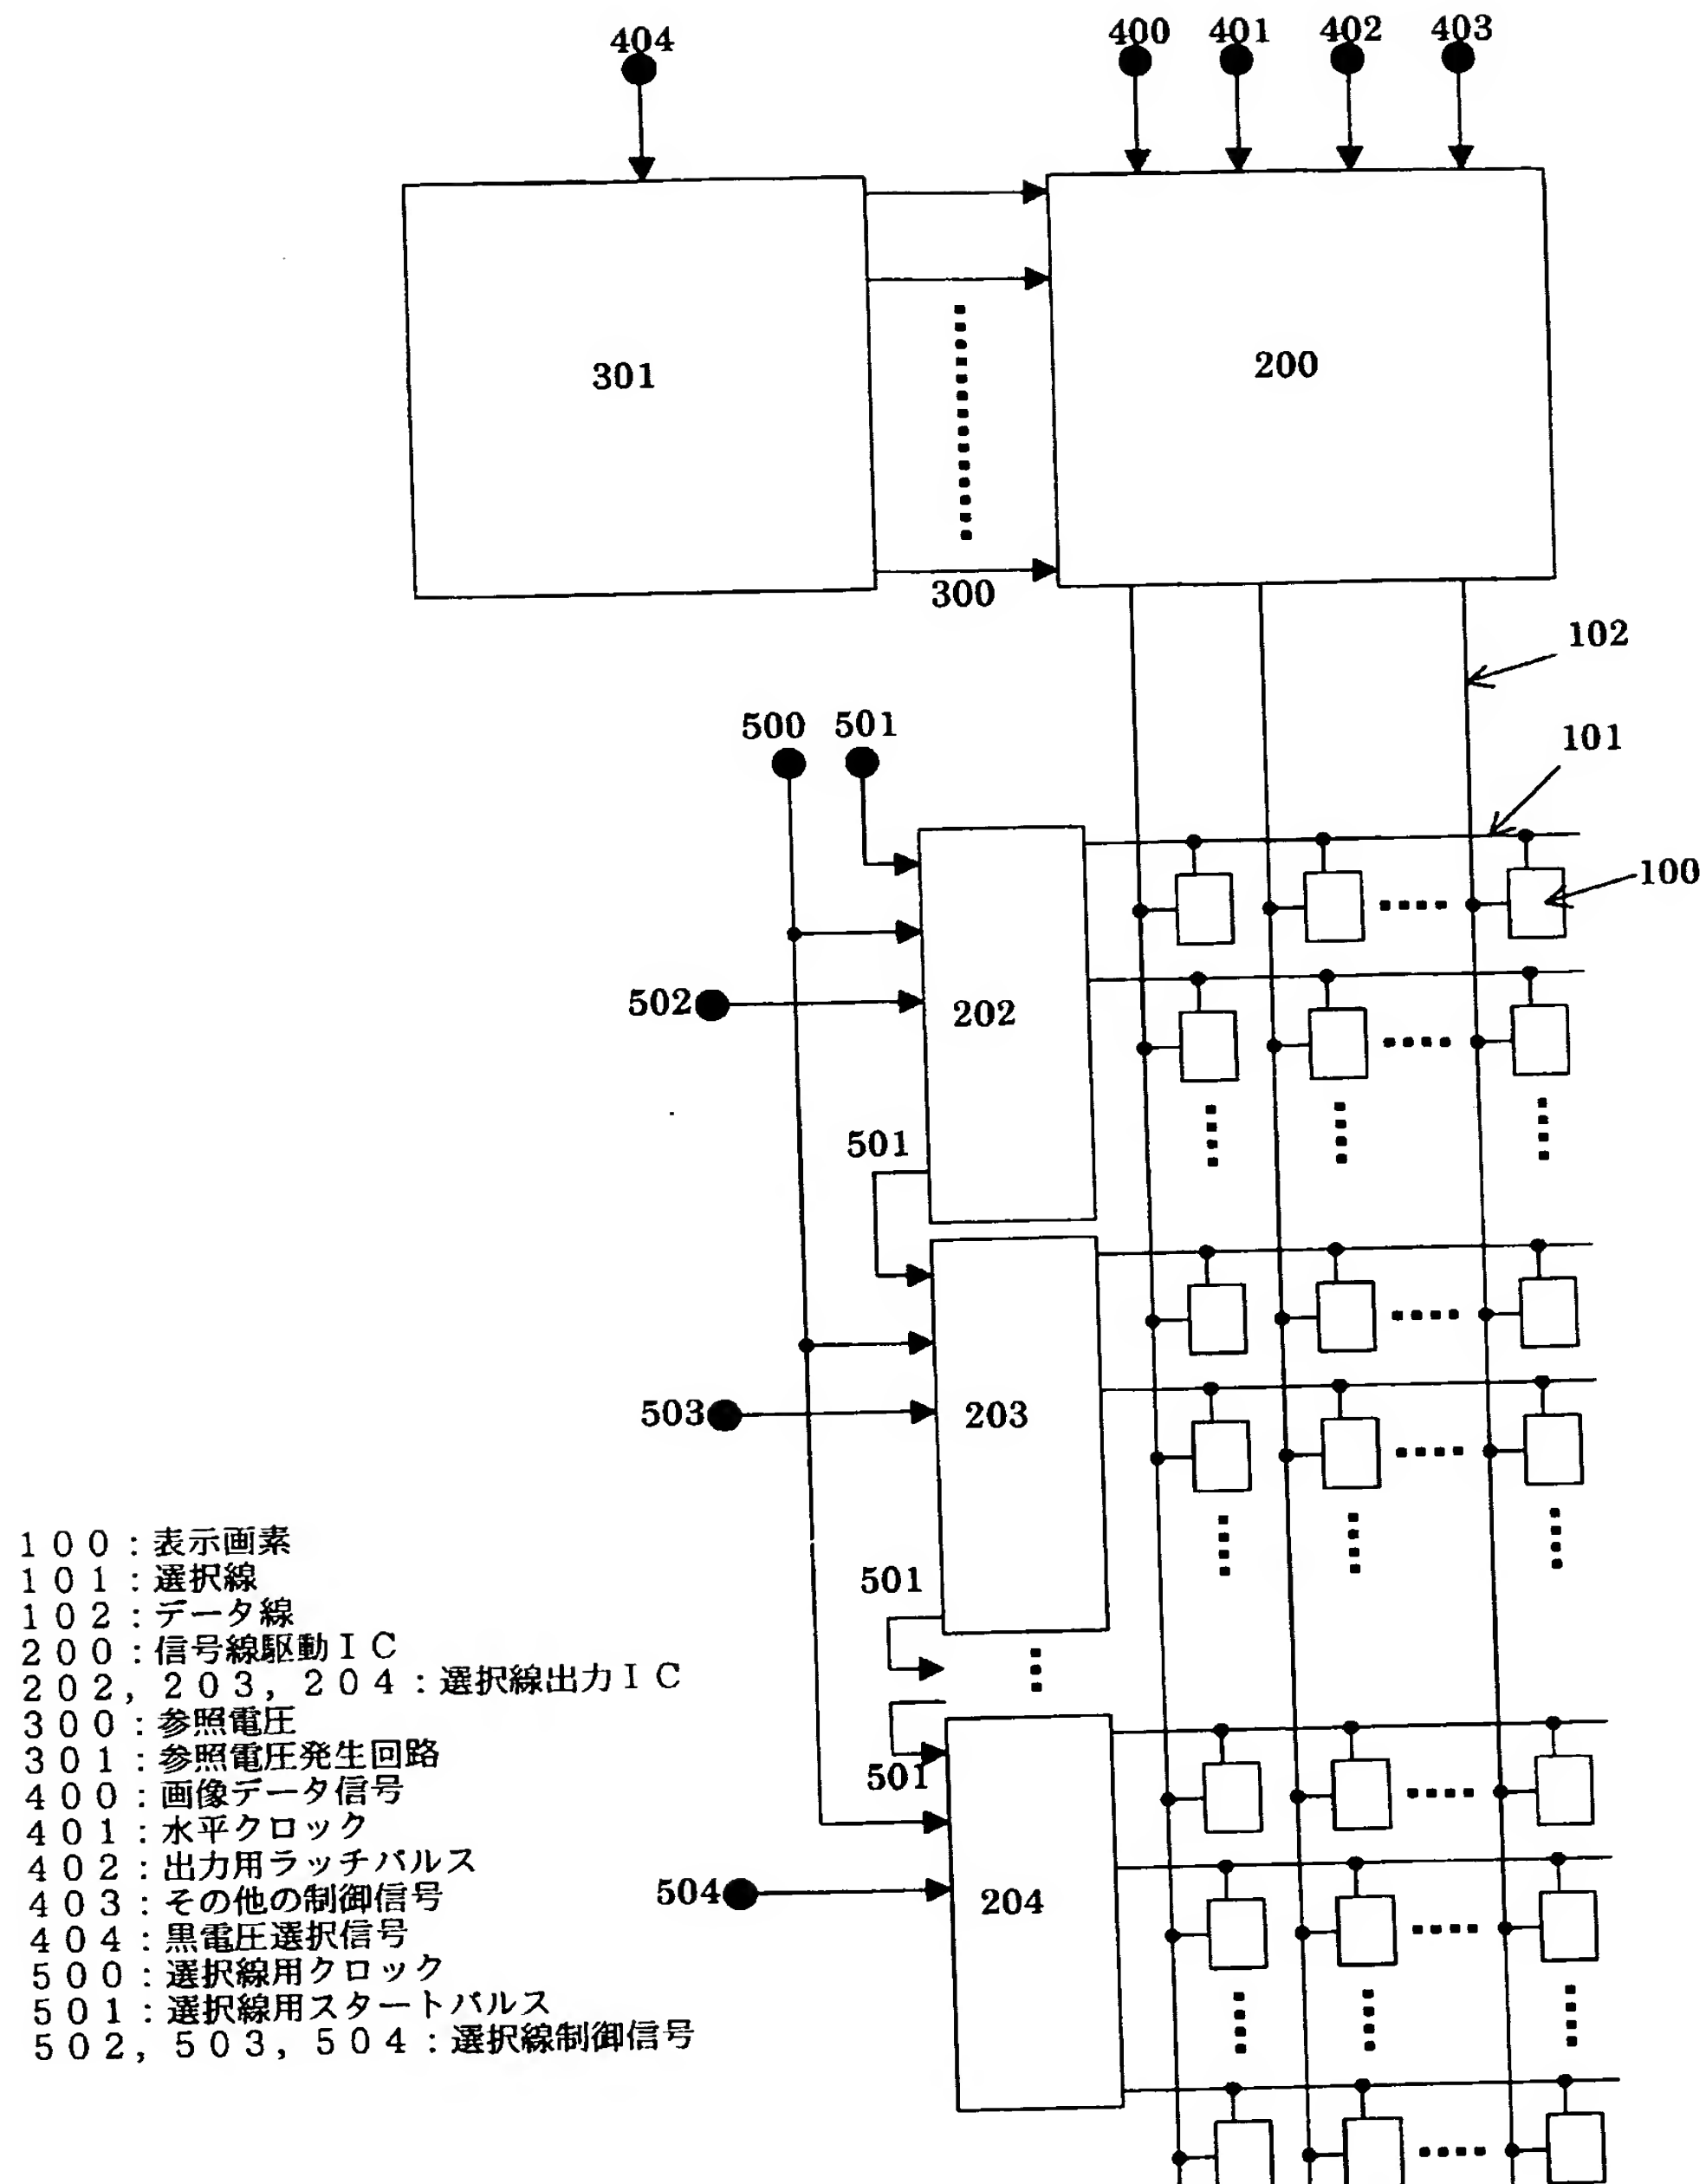 404
400 401 402 403
301
200
300
102
500 501
101
100
502
202
501
503
203
501
501
504
204
１００：表示画素
１０１：選択線
１０２：データ線
２００：信号線駆動ＩＣ
２０２，２０３，２０４：選択線出力ＩＣ
３００：参照電圧
３０１：参照電圧発生回路
４００：画像データ信号
４０１：水平クロック
４０２：出力用ラッチパルス
４０３：その他の制御信号
４０４：黒電圧選択信号
５００：選択線用クロック
５０１：選択線用スタートパルス
５０２，５０３，５０４：選択線制御信号